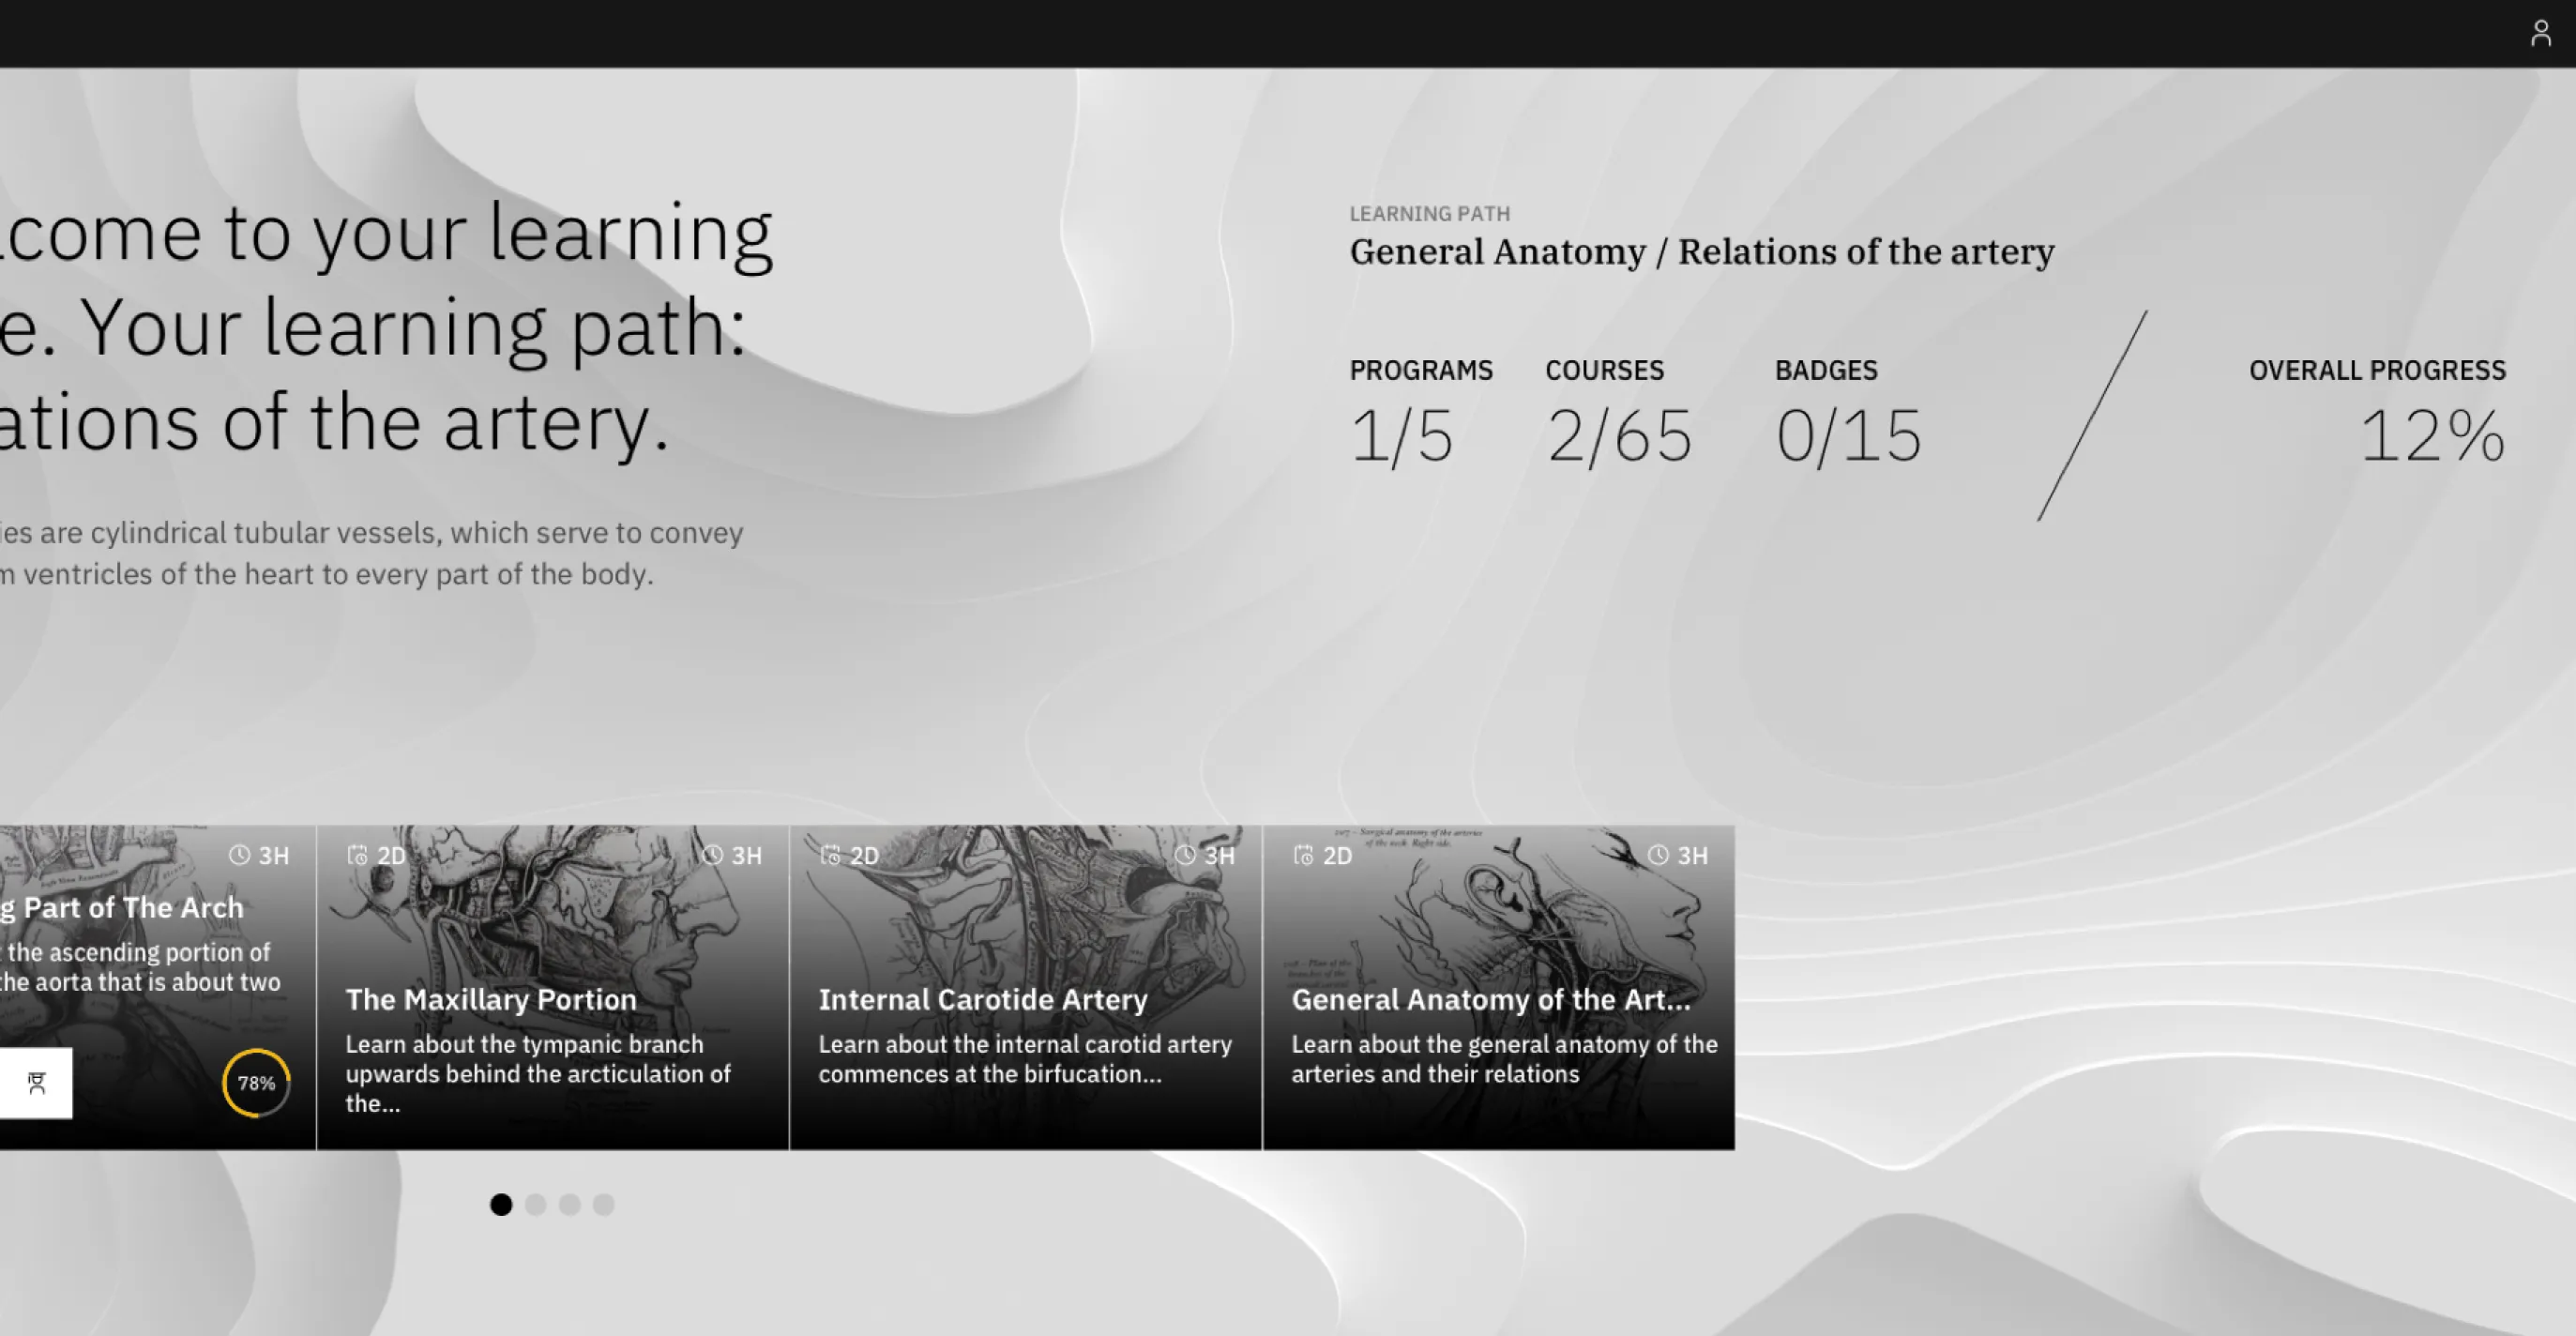 lcome to your learning
e. Your learning path:
ations of the artery.
ies are cylindrical tubular vessels, which serve to convey
m ventricles of the heart to every part of the body.
LEARNING PATH
General Anatomy / Relations of the artery
PROGRAMS
1/5
COURSES
2/65
BADGES
0/15
OVERALL PROGRESS
12%
3H
g Part of The Arch
t the ascending portion of
the aorta that is about two
78%
2D 3H
The Maxillary Portion
Learn about the tympanic branch
upwards behind the arcticulation of
the...
2D 3H
Internal Carotide Artery
Learn about the internal carotid artery
commences at the birfucation...
2D 3H
General Anatomy of the Art...
Learn about the general anatomy of the
arteries and their relations